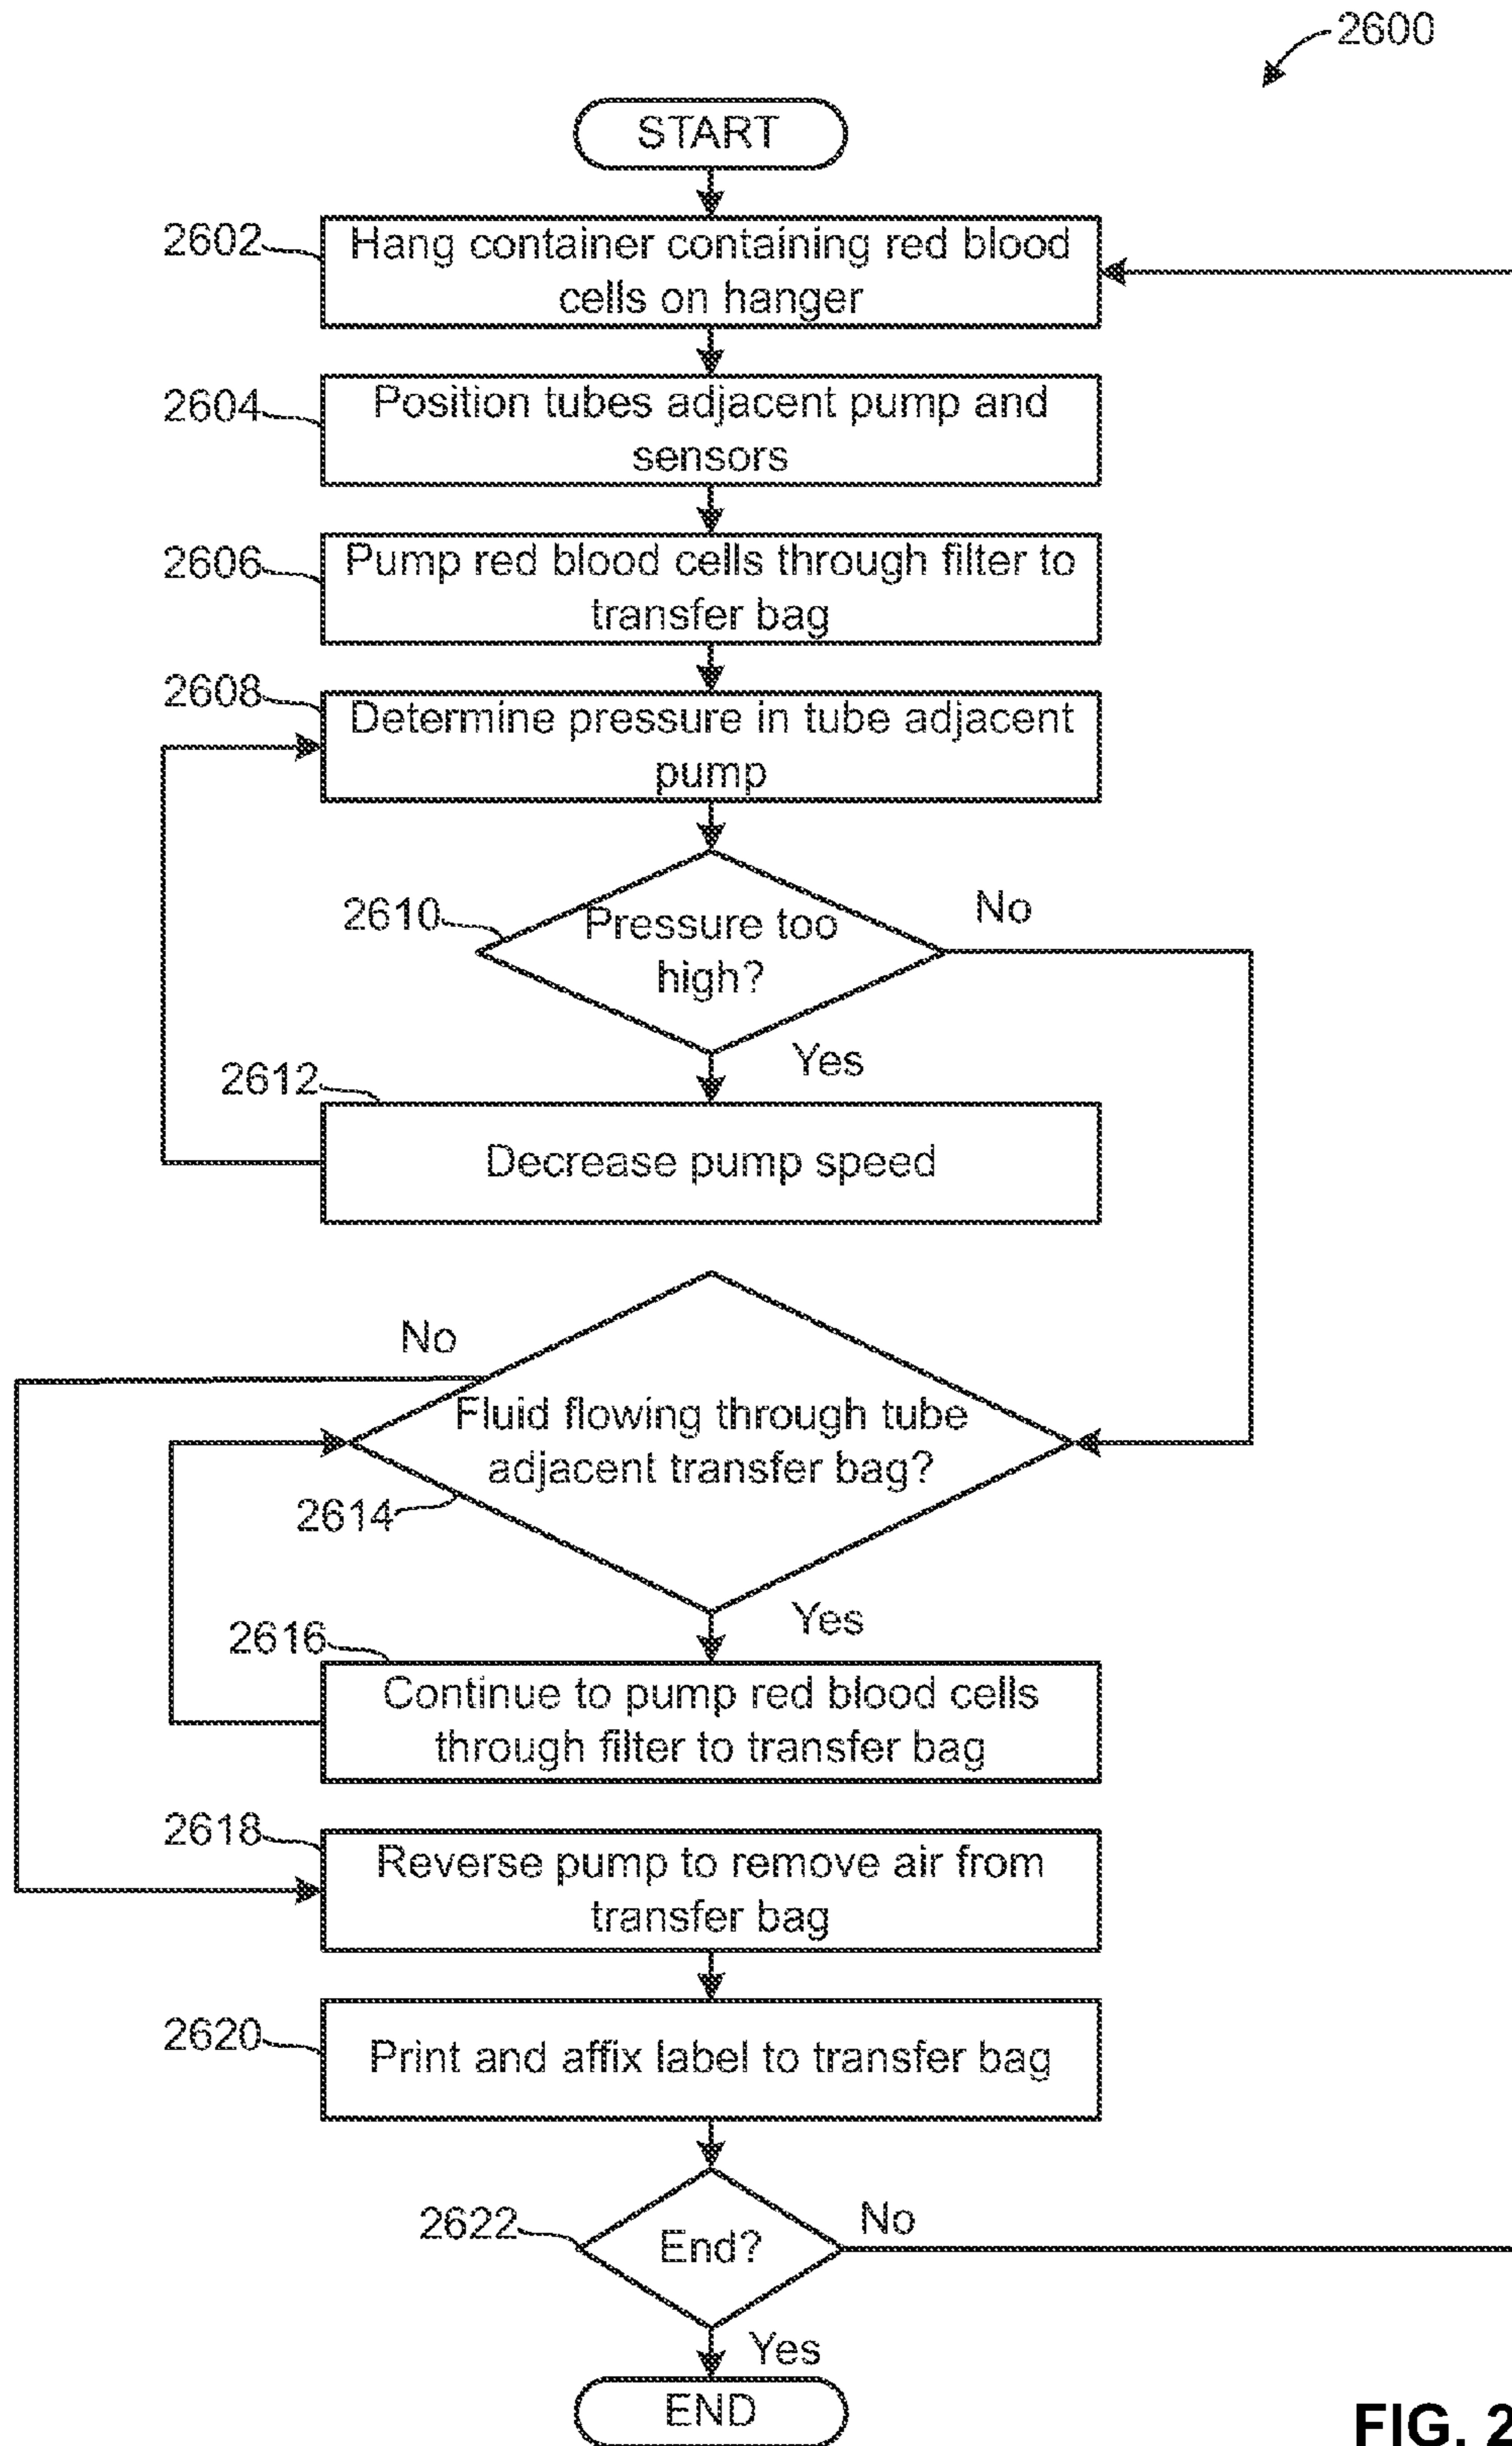 2600
START
2602
Hang container containing red blood
cells on hanger
2604
Position tubes adjacent pump and
sensors
2606
Pump red blood cells through filter to
transfer bag
2608
Determine pressure in tube adjacent
pump
2610
Pressure too
high?
No
Yes
2612
Decrease pump speed
No
Fluid flowing through tube
adjacent transfer bag?
2614
Yes
2616
Continue to pump red blood cells
through filter to transfer bag
2618
Reverse pump to remove air from
transfer bag
2620
Print and affix label to transfer bag
2622
End?
No
Yes
END
FIG. 2